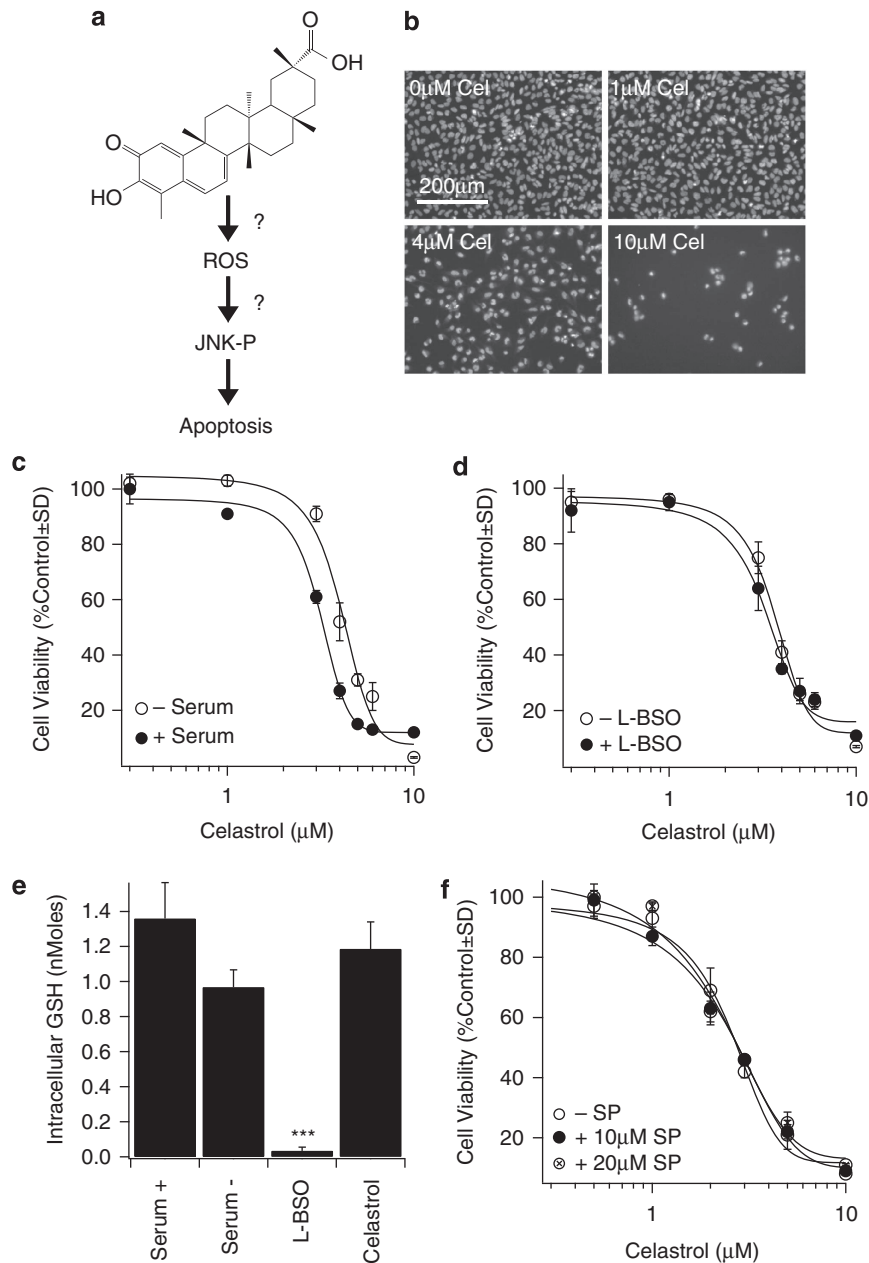 a
O
OH
O
HO
?
ROS
?
JNK-P
Apoptosis
b
0μM Cel
1μM Cel
200μm
4μM Cel
10μM Cel
c
Cell Viability (%Control±SD)
100
80
60
40
20
– Serum
+ Serum
1
10
Celastrol (μM)
d
Cell Viability (%Control±SD)
100
80
60
40
20
– L-BSO
+ L-BSO
1
10
Celastrol (μM)
e
Intracellular GSH (nMoles)
1.4
1.2
1.0
0.8
0.6
0.4
0.2
0.0
***
Serum +
Serum -
L-BSO
Celastrol
f
Cell Viability (%Control±SD)
100
80
60
40
20
– SP
+ 10μM SP
+ 20μM SP
1
10
Celastrol (μM)